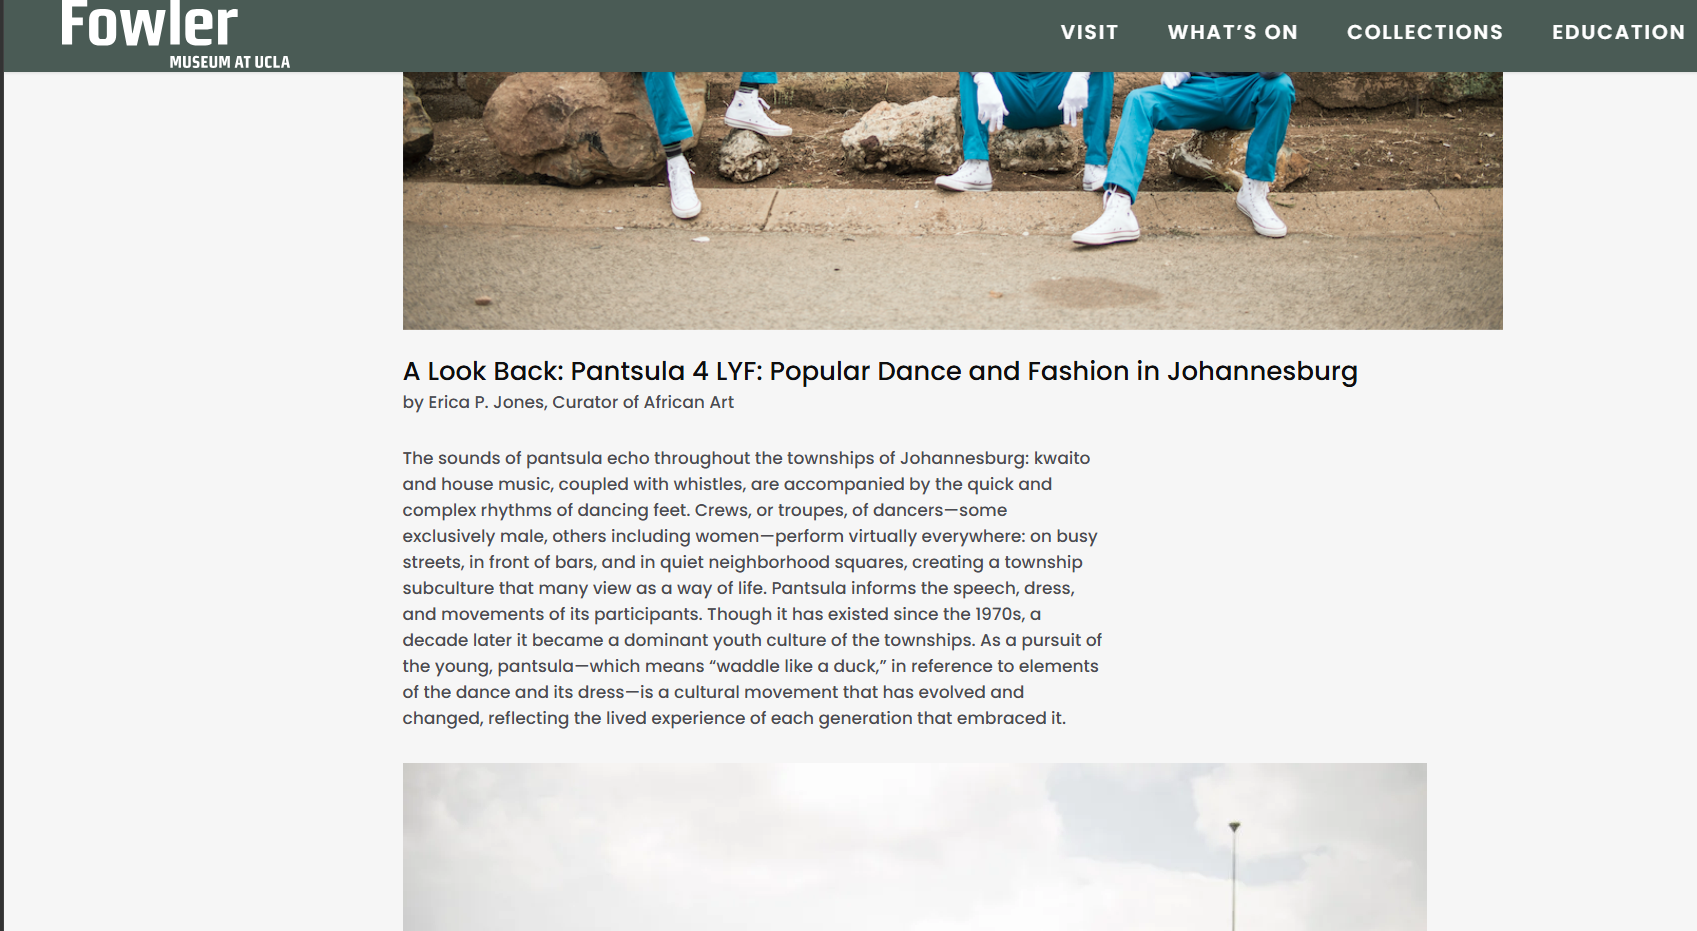 Fowler
MUSEUM AT UCLA
VISIT
WHAT’S ON
COLLECTIONS
EDUCATION
A Look Back: Pantsula 4 LYF: Popular Dance and Fashion in Johannesburg
by Erica P. Jones, Curator of African Art
The sounds of pantsula echo throughout the townships of Johannesburg: kwaito
and house music, coupled with whistles, are accompanied by the quick and
complex rhythms of dancing feet. Crews, or troupes, of dancers—some
exclusively male, others including women—perform virtually everywhere: on busy
streets, in front of bars, and in quiet neighborhood squares, creating a township
subculture that many view as a way of life. Pantsula informs the speech, dress,
and movements of its participants. Though it has existed since the 1970s, a
decade later it became a dominant youth culture of the townships. As a pursuit of
the young, pantsula—which means “waddle like a duck,” in reference to elements
of the dance and its dress—is a cultural movement that has evolved and
changed, reflecting the lived experience of each generation that embraced it.